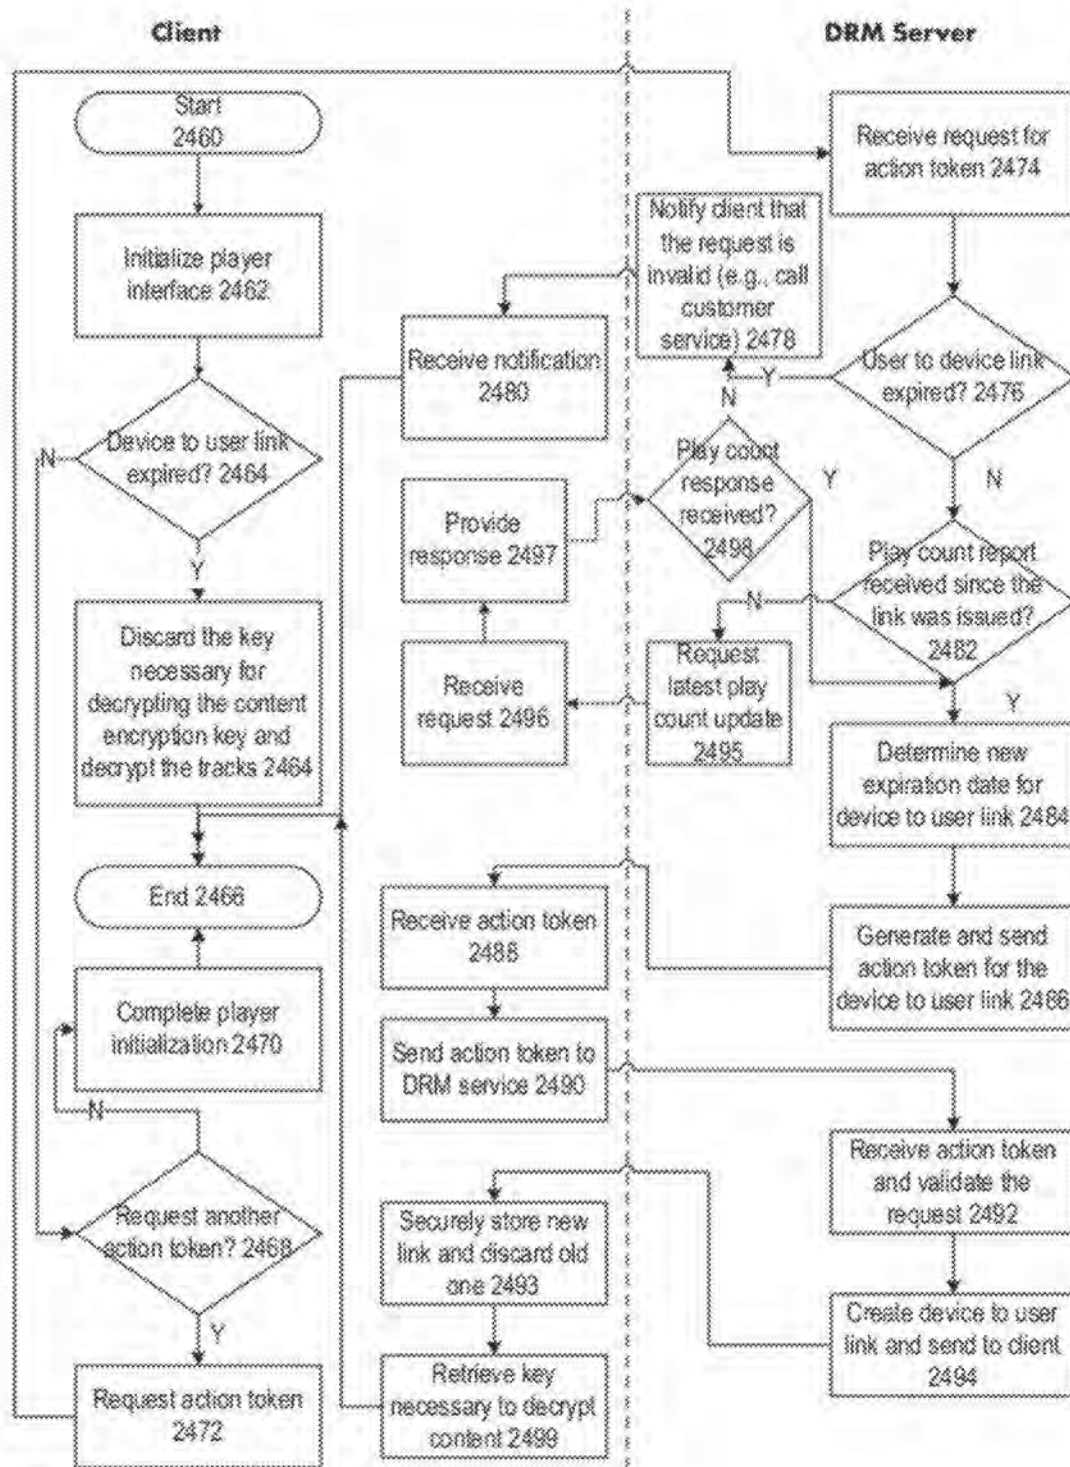 Client
DRM Server
Start
2460
Initialize player
interface 2462
Device to user link
expired? 2464
N
Y
Discard the key
necessary for
decrypting the content
encryption key and
decrypt the tracks 2464
End 2466
Complete player
initialization 2470
N
Request another
action token? 2468
Y
Request action token
2472
Receive notification
2480
Provide
response 2497
Receive
request 2496
Receive action token
2488
Send action token to
DRM service 2490
Securely store new
link and discard old
one 2493
Retrieve key
necessary to decrypt
content 2499
Notify client that
the request is
invalid (e.g., call
customer
service) 2478
N
Play count
response
received?
2498
Y
N
Request
latest play
count update
2495
Receive request for
action token 2474
User to device link
expired? 2476
Y
N
Play count report
received since the
link was issued?
2482
Y
Determine new
expiration date for
device to user link 2484
Generate and send
action token for the
device to user link 2486
Receive action token
and validate the
request 2492
Create device to user
link and send to client
2494